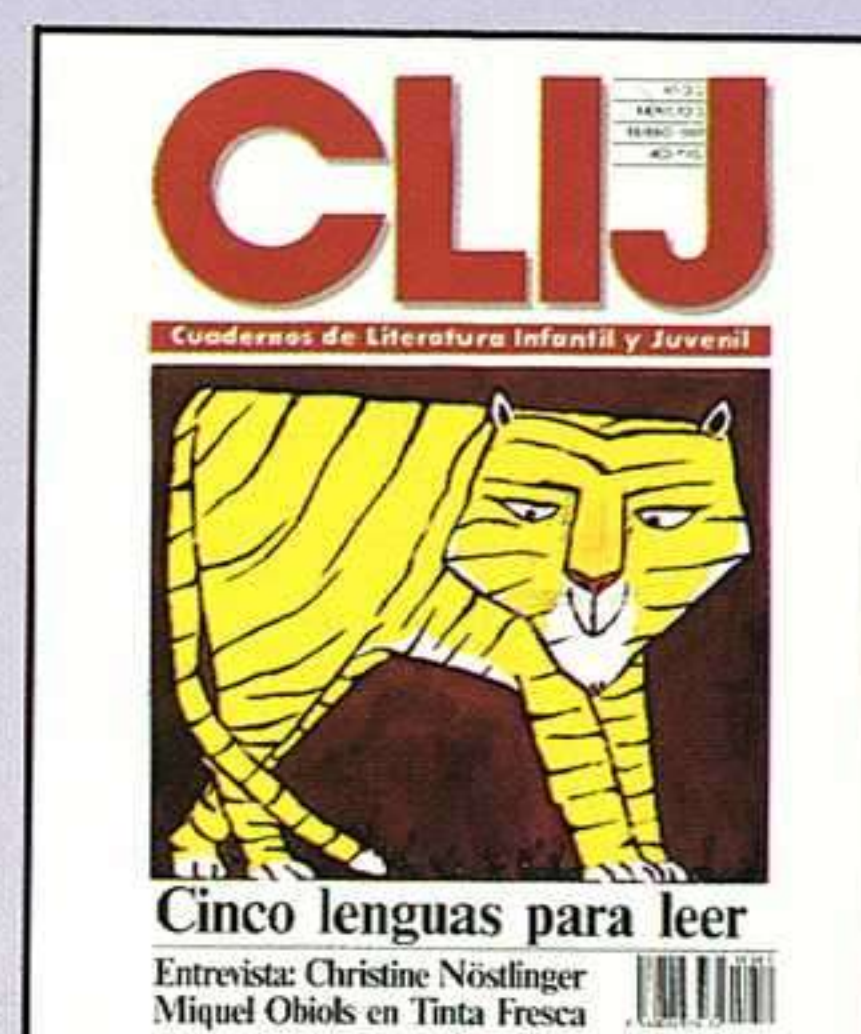 CLIJ
Cuadernos de Literatura Infantil y Juvenil
Cinco lenguas para leer
Entrevista: Christine Nöstlinger
Miquel Obiols en Tinta Fresca